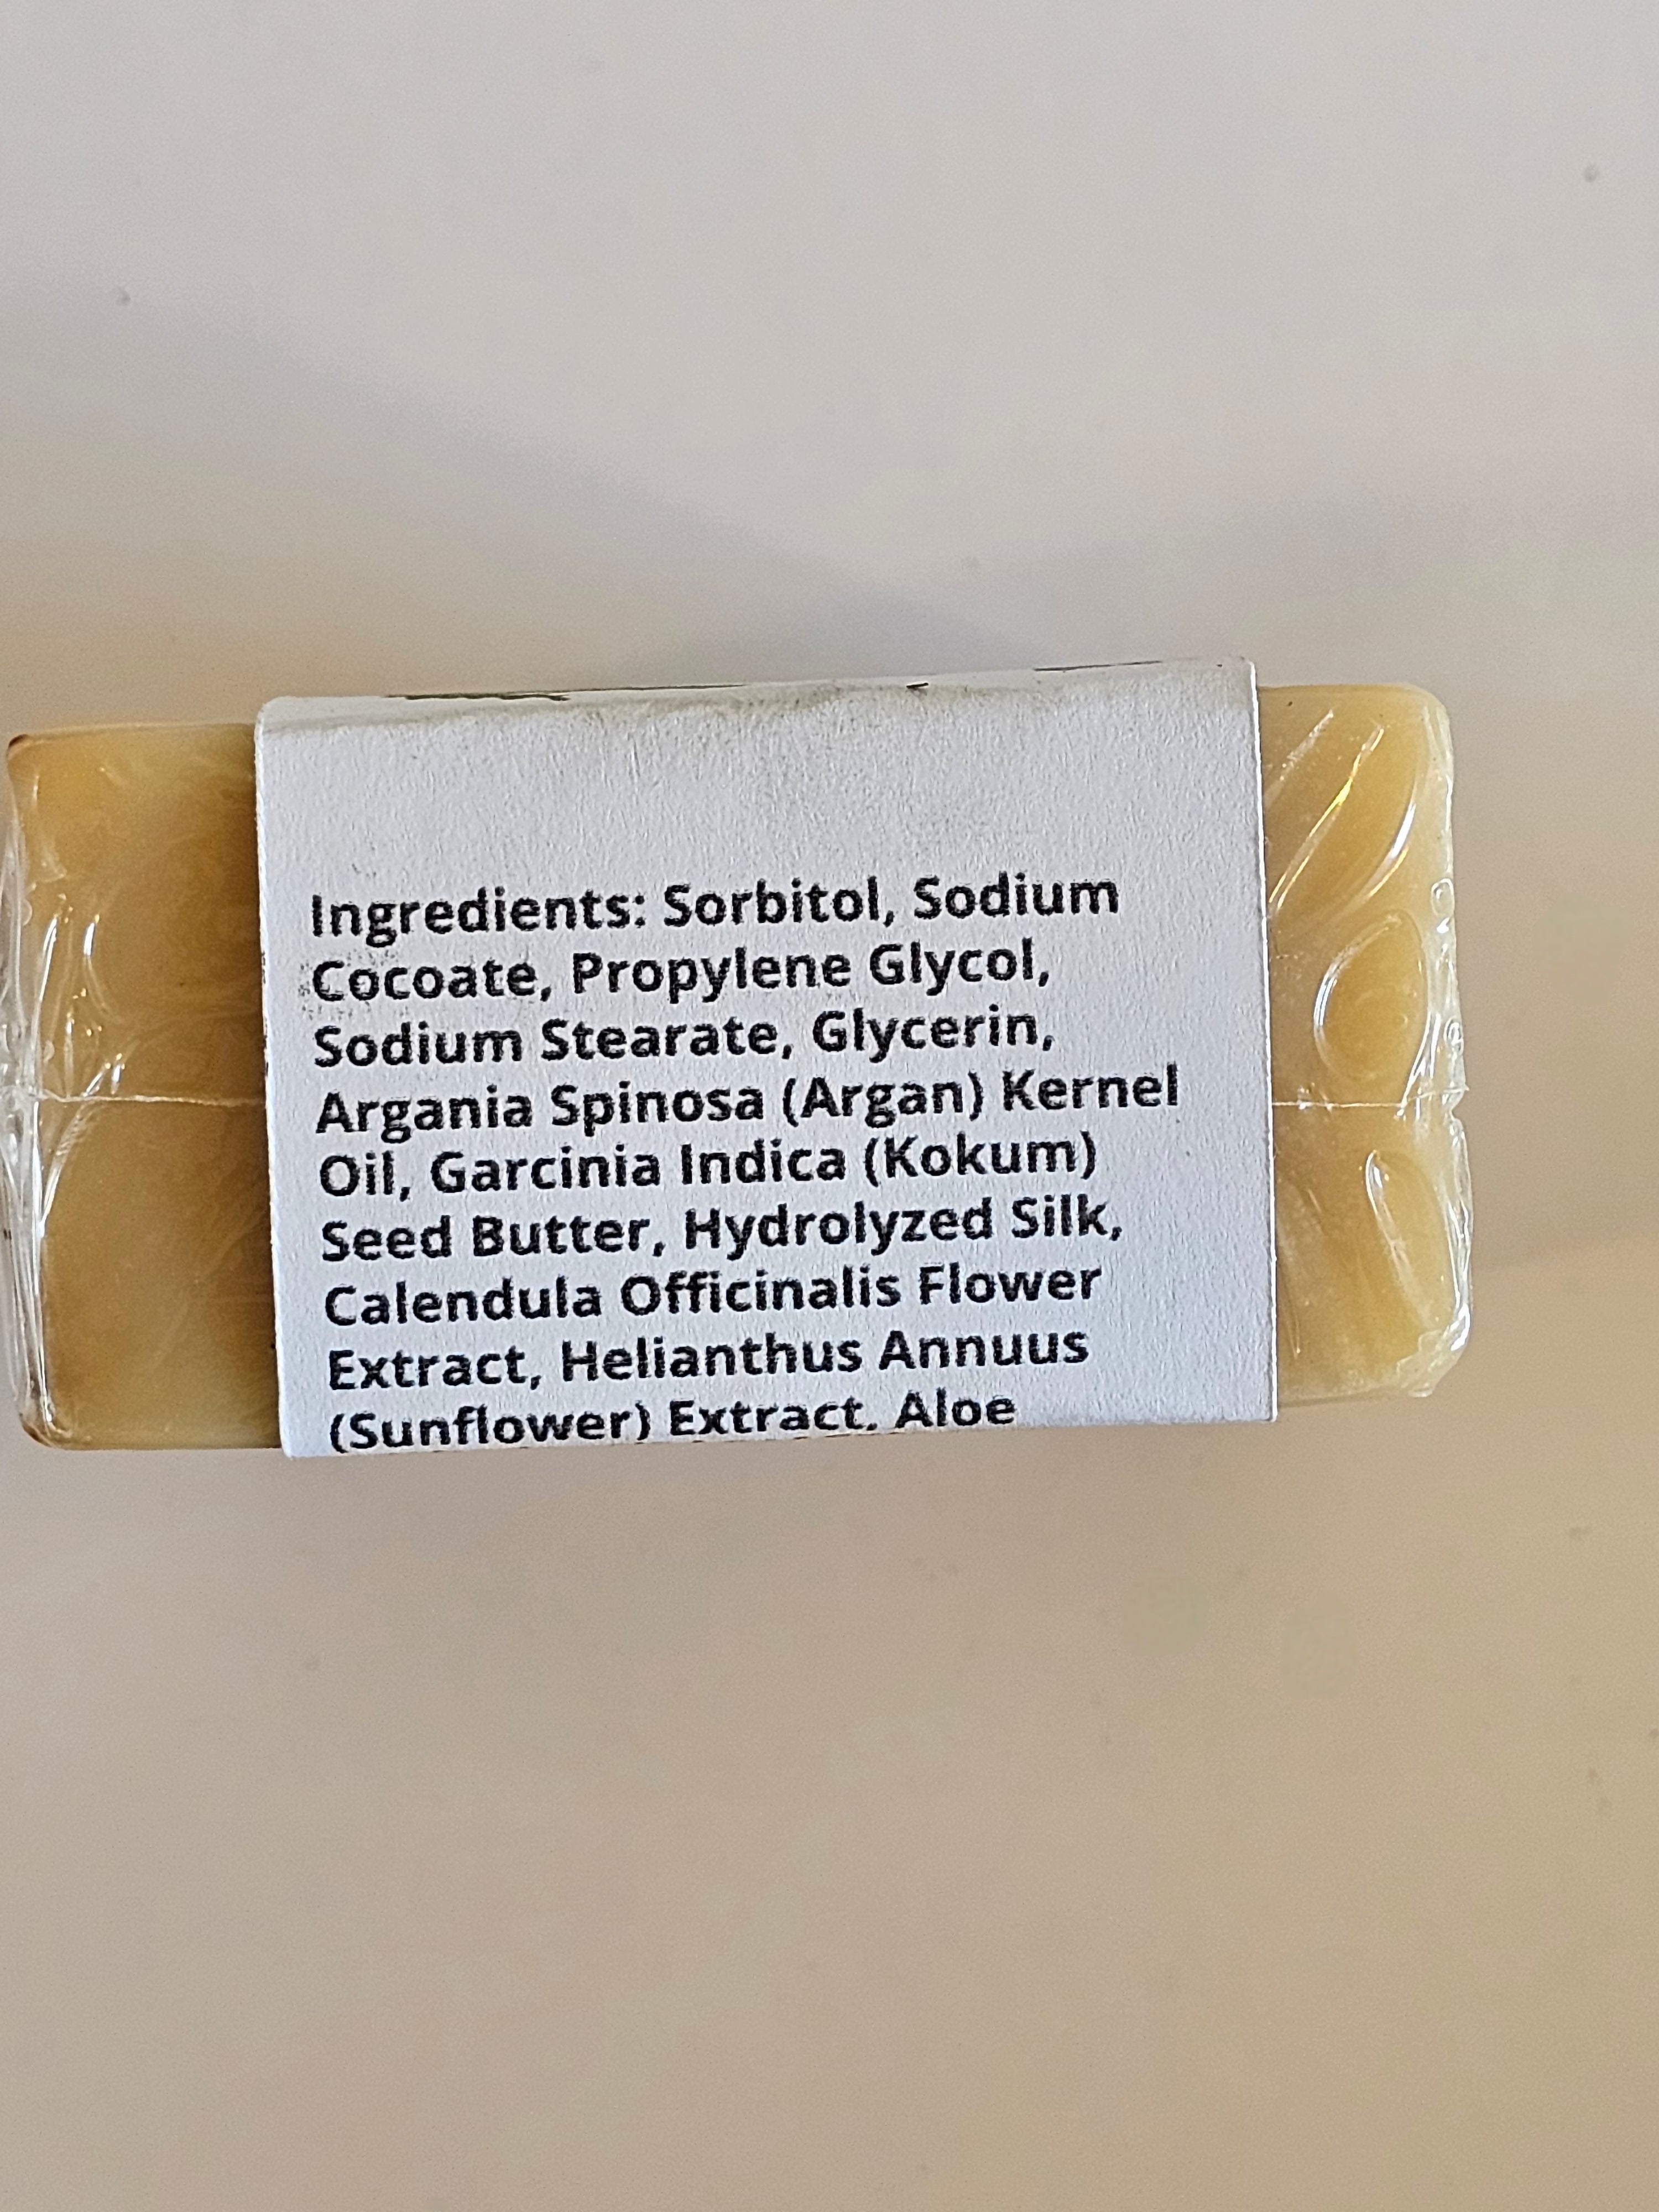 Ingredients: Sorbitol, Sodium
Cocoate, Propylene Glycol,
Sodium Stearate, Glycerin,
Argania Spinosa (Argan) Kernel
Oil, Garcinia Indica (Kokum)
Seed Butter, Hydrolyzed Silk,
Calendula Officinalis Flower
Extract, Helianthus Annuus
(Sunflower) Extract, Aloe